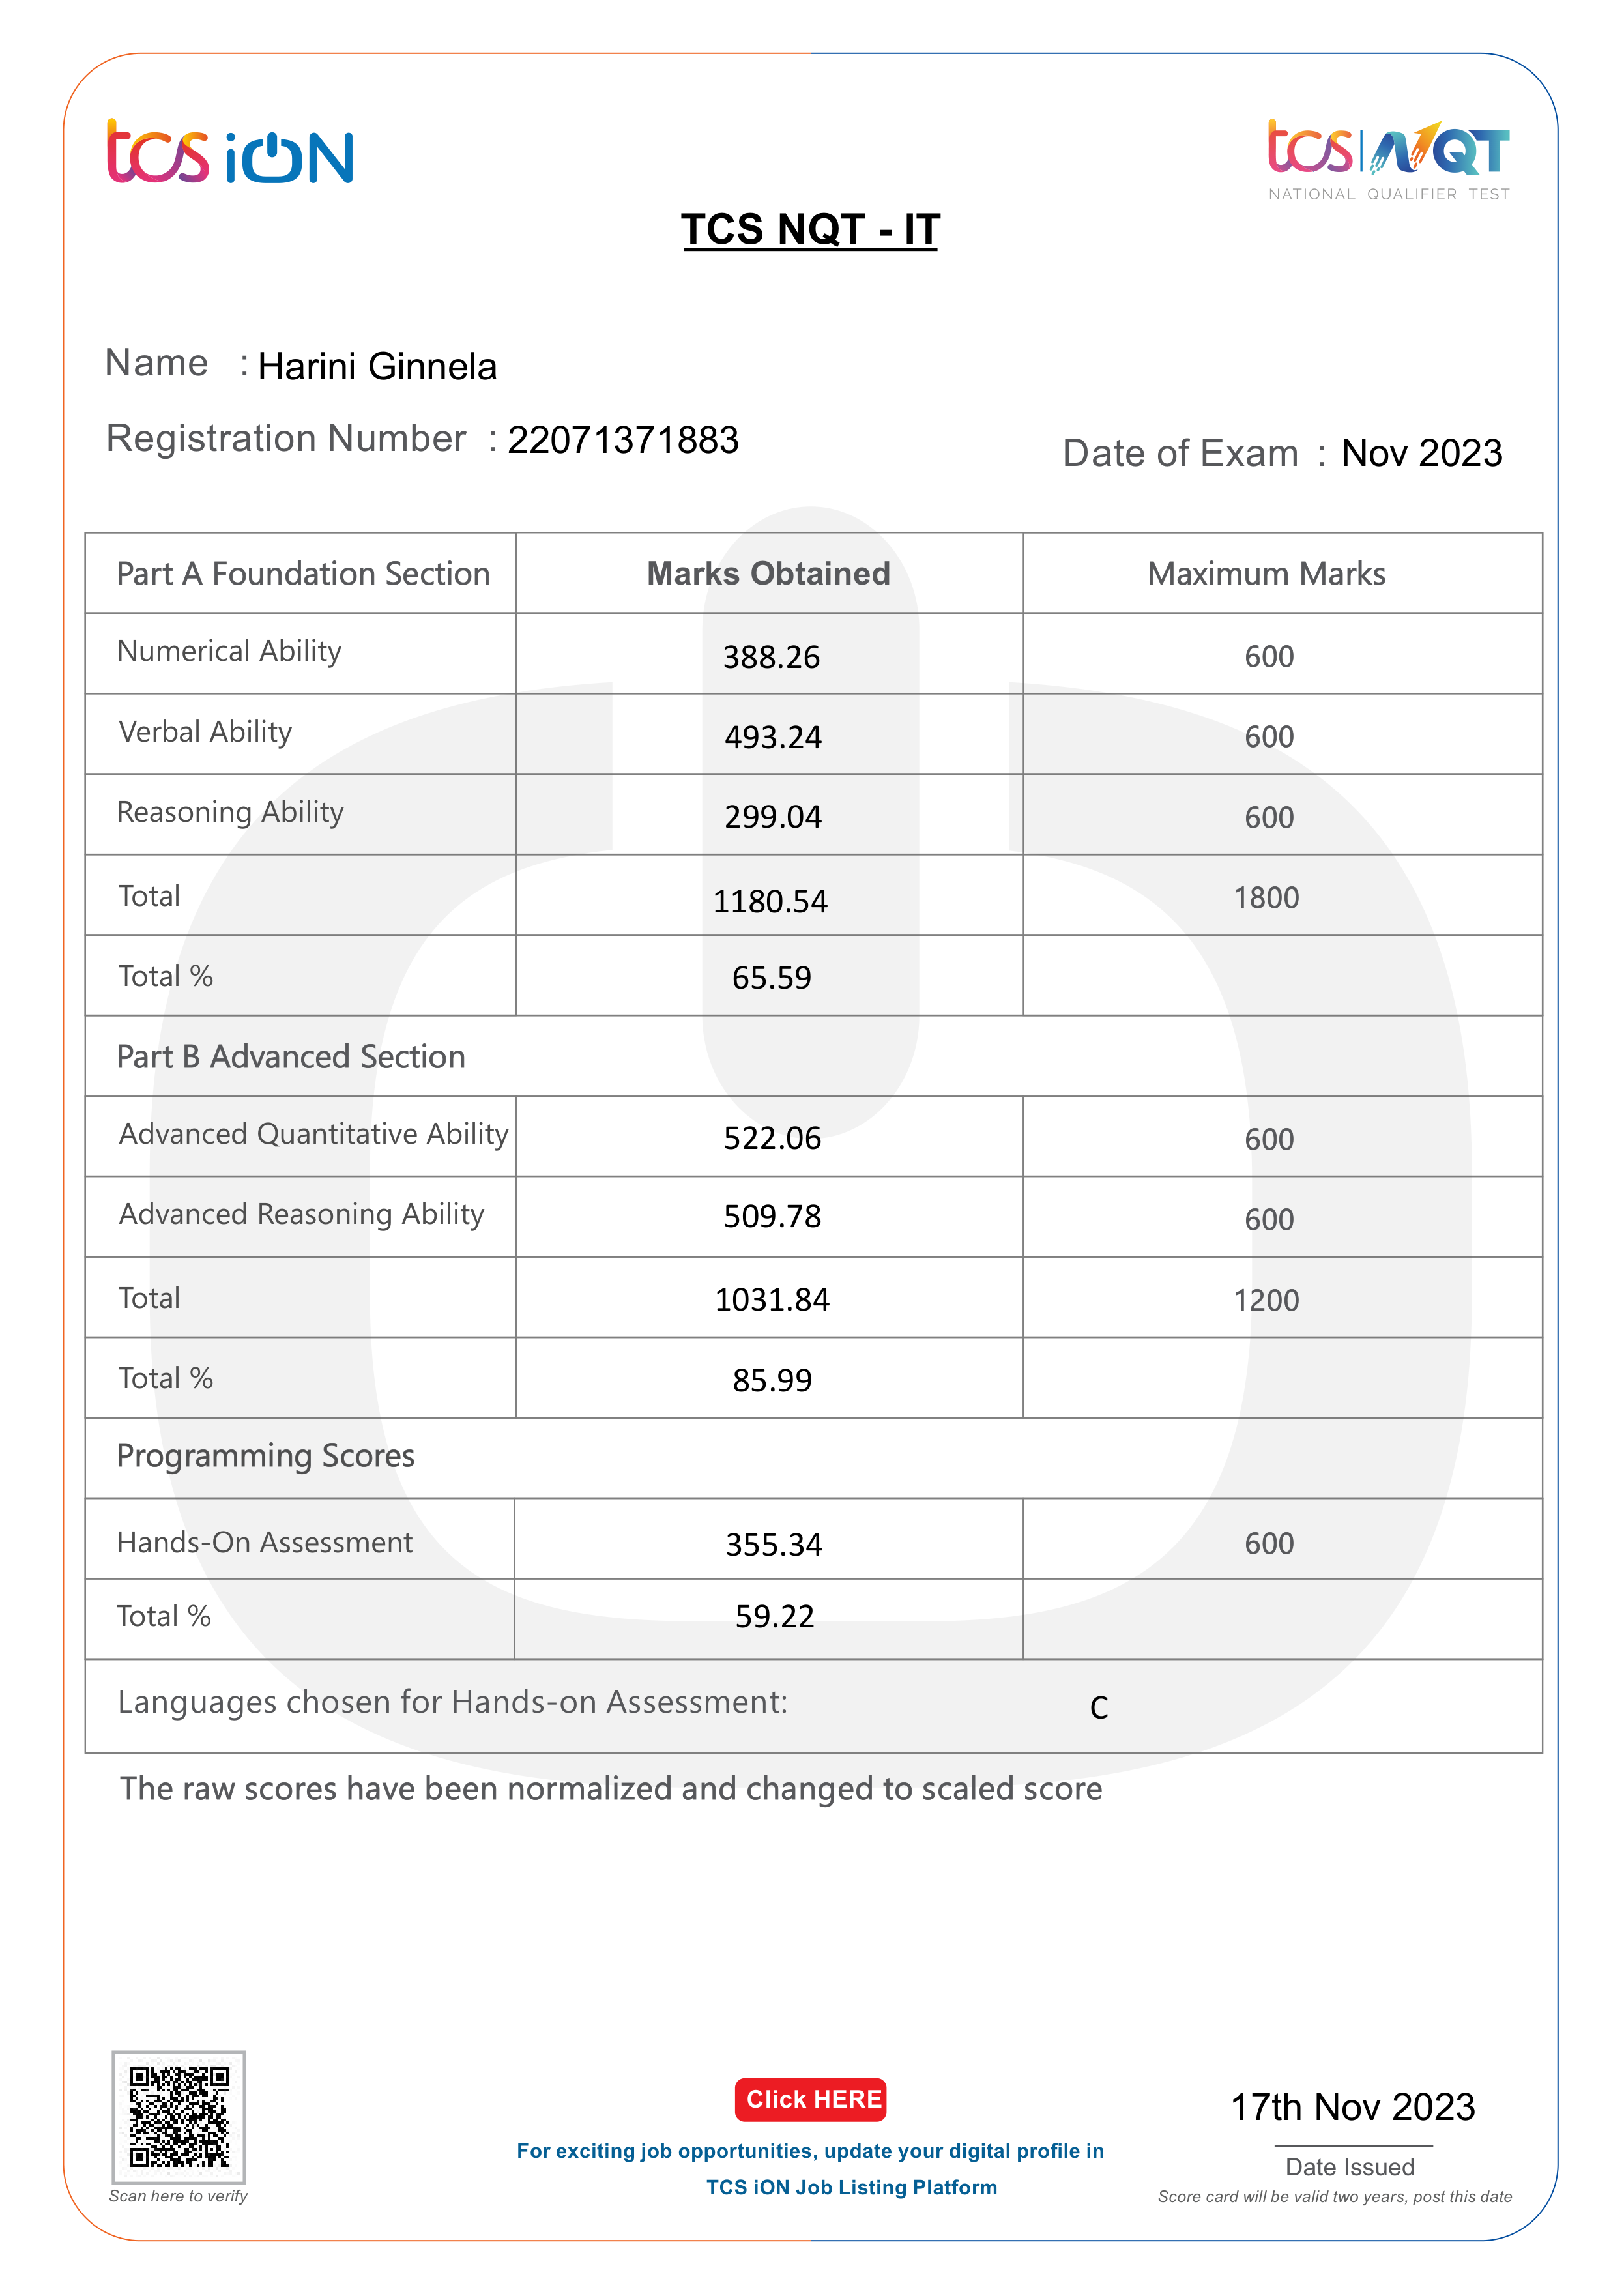 tcs iON
tcs NQT
NATIONAL QUALIFIER TEST
TCS NQT - IT
Name : Harini Ginnela
Registration Number : 22071371883
Date of Exam : Nov 2023
Part A Foundation Section Marks Obtained Maximum Marks
Numerical Ability 388.26 600
Verbal Ability 493.24 600
Reasoning Ability 299.04 600
Total 1180.54 1800
Total % 65.59
Part B Advanced Section
Advanced Quantitative Ability 522.06 600
Advanced Reasoning Ability 509.78 600
Total 1031.84 1200
Total % 85.99
Programming Scores
Hands-On Assessment 355.34 600
Total % 59.22
Languages chosen for Hands-on Assessment: C
The raw scores have been normalized and changed to scaled score
Scan here to verify
Click HERE
For exciting job opportunities, update your digital profile in
TCS iON Job Listing Platform
17th Nov 2023
Date Issued
Score card will be valid two years, post this date